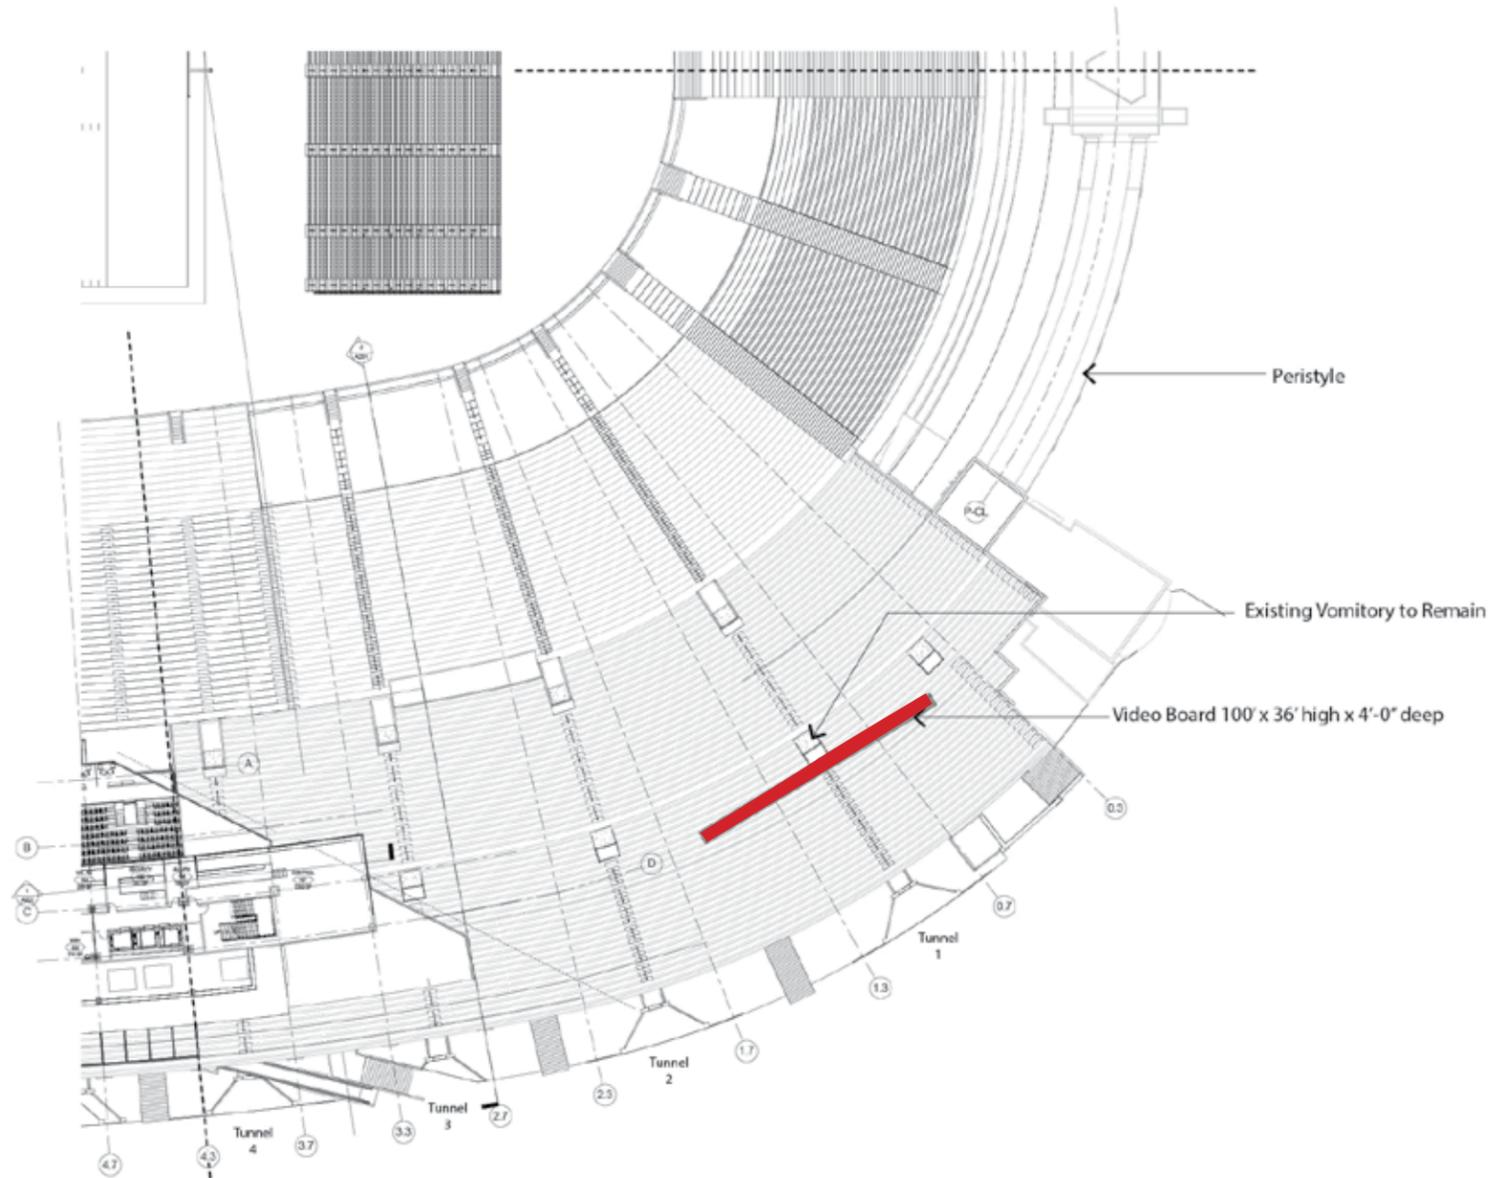 Peristyle
P-CL
Existing Vomitory to Remain
Video Board 100' x 36' high x 4'-0" deep
A
0.3
B
D
C
0.7
Tunnel
1
1.3
1.7
Tunnel
2
2.3
Tunnel
3
2.7
3.3
Tunnel
4
3.7
4.3
4.7